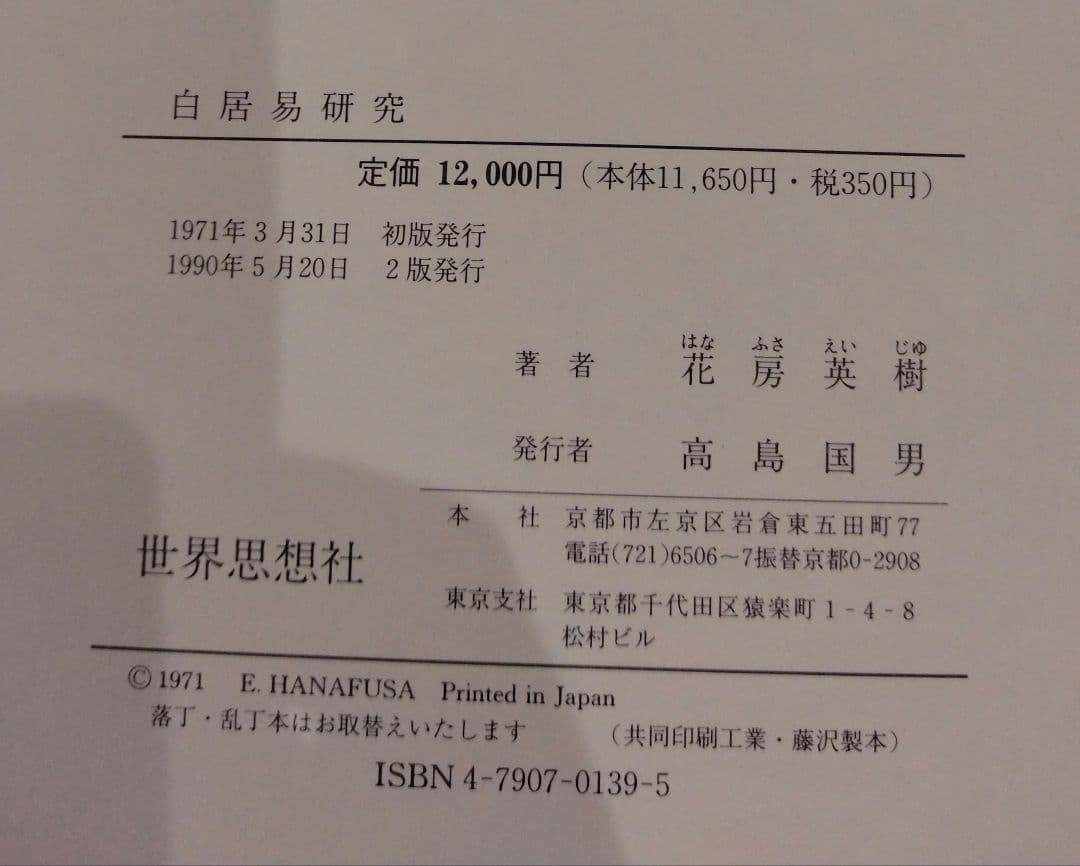 白居易研究
定価 12,000円（本体11,650円・税350円）
1971年3月31日　初版発行
1990年5月20日　2版発行
はな ふさ えい じゆ
著者　花房英樹
発行者　高島国男
本社　京都市左京区岩倉東五田町77
電話(721)6506～7振替京都0-2908
世界思想社
東京支社　東京都千代田区猿楽町1-4-8
松村ビル
©1971　E. HANAFUSA　Printed in Japan
落丁・乱丁本はお取替えいたします　（共同印刷工業・藤沢製本）
ISBN 4-7907-0139-5